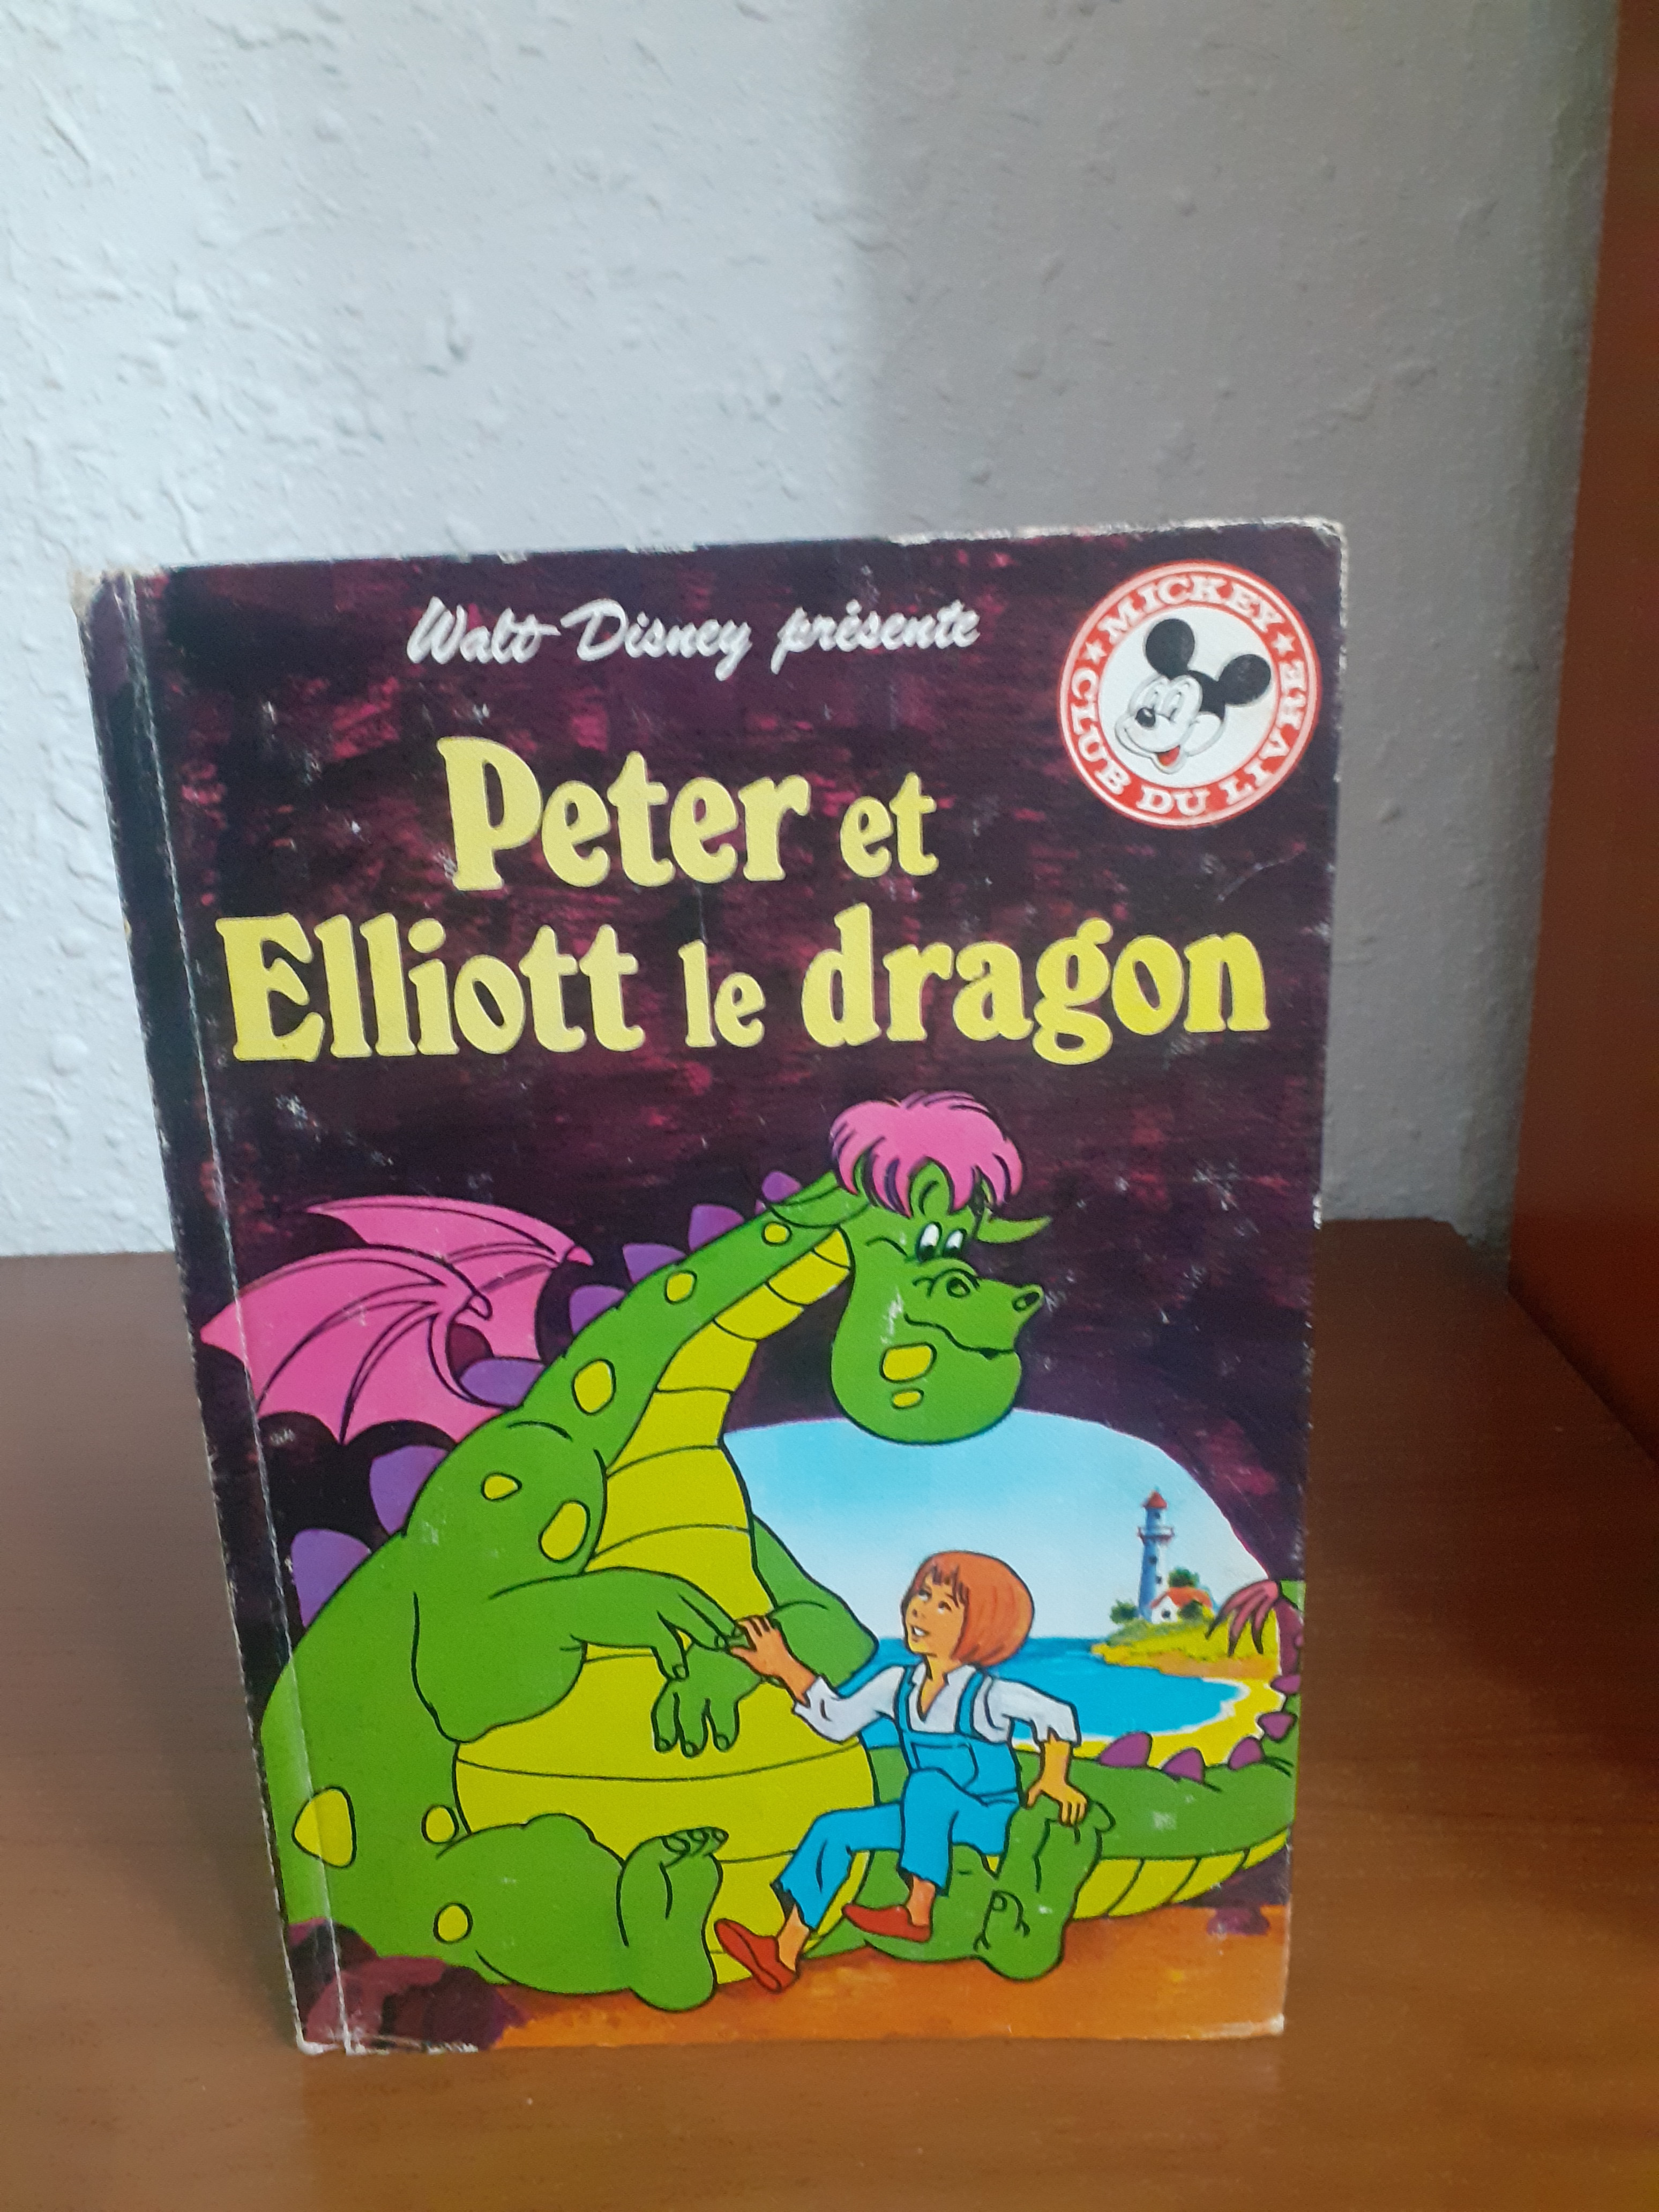 Walt Disney présente
MICKEY
CLUB DU LIVRE
Peter et
Elliott le dragon